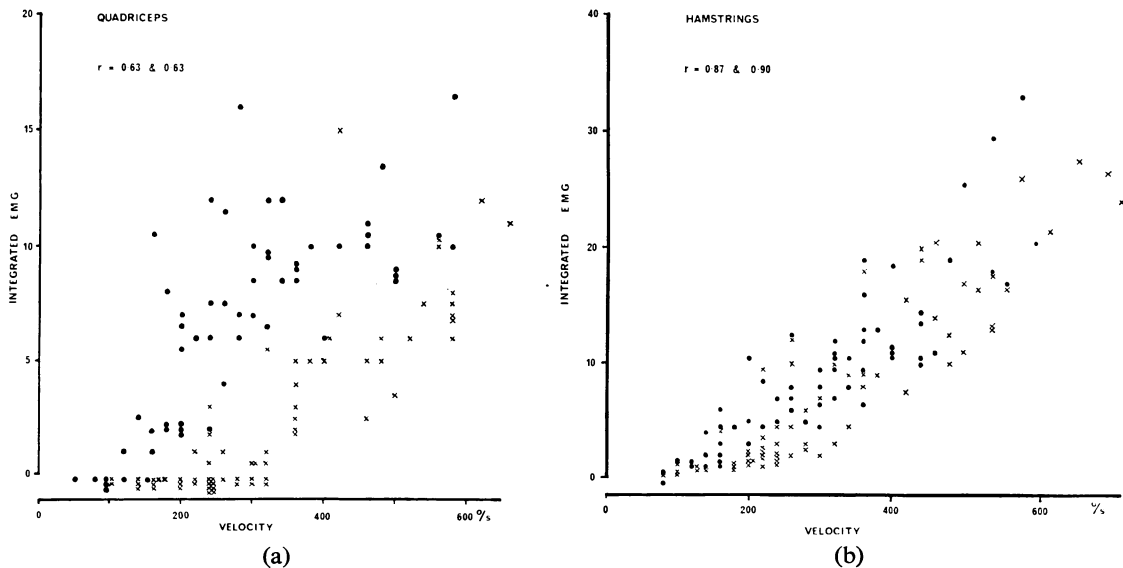 QUADRICEPS
r = 0·63 & 0·63
20
15
10
5
0
INTEGRATED EMG
0
200
400
600 °/s
VELOCITY
(a)
HAMSTRINGS
r = 0·87 & 0·90
40
30
20
10
0
INTEGRATED EMG
0
200
400
600
°/s
VELOCITY
(b)